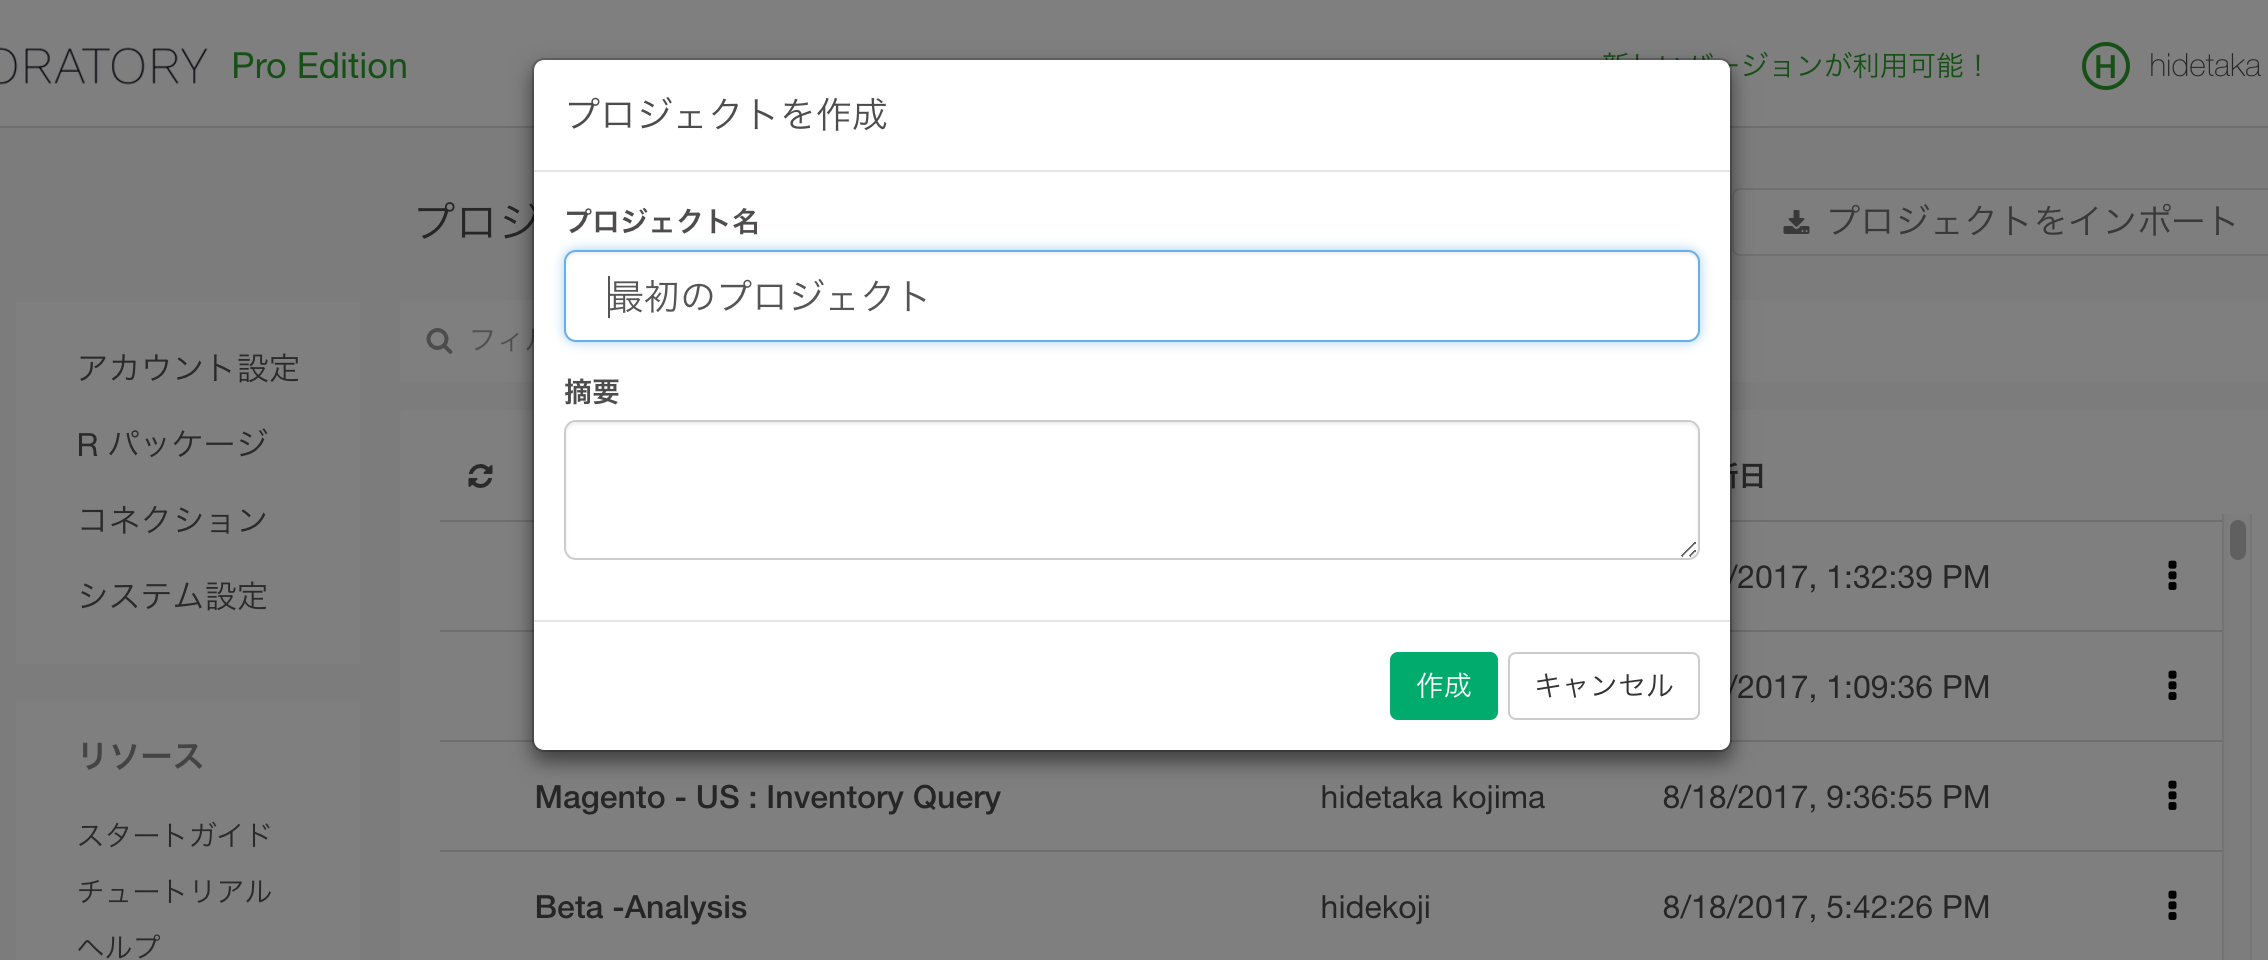 ORATORY Pro Edition
ージョンが利用可能！
H hidetaka
プロジェクトを作成
プロジ
プロジェクトをインポート
プロジェクト名
最初のプロジェクト
摘要
作成
キャンセル
アカウント設定
R パッケージ
コネクション
システム設定
リソース
スタートガイド
チュートリアル
ヘルプ
フィ
日
/2017, 1:32:39 PM
/2017, 1:09:36 PM
Magento - US : Inventory Query hidetaka kojima 8/18/2017, 9:36:55 PM
Beta -Analysis hidekoji 8/18/2017, 5:42:26 PM